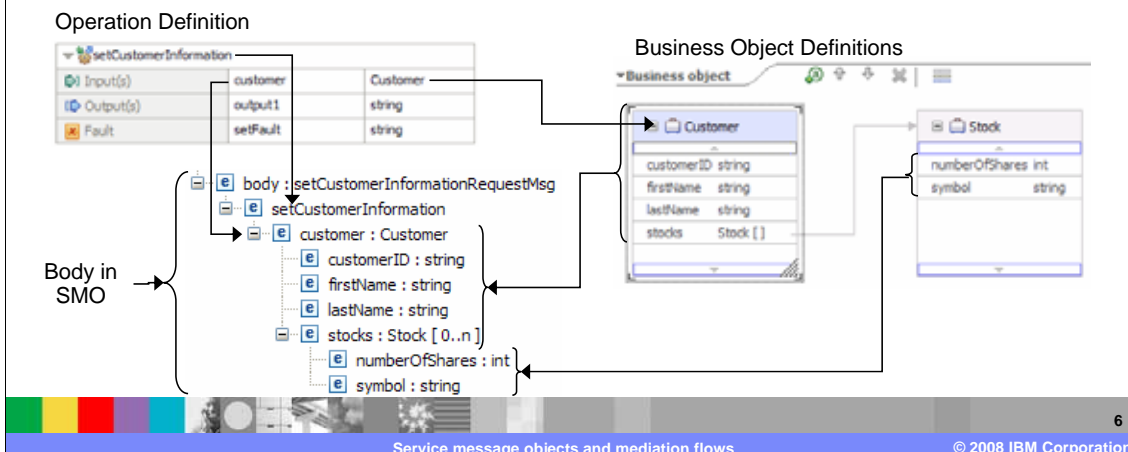 Operation Definition
setCustomerInformation
Input(s) customer Customer
Output(s) output1 string
Fault setFault string
Business Object Definitions
Business object
Customer
customerID string
firstName string
lastName string
stocks Stock [ ]
Stock
numberOfShares int
symbol string
Body in
SMO
e body : setCustomerInformationRequestMsg
e setCustomerInformation
e customer : Customer
e customerID : string
e firstName : string
e lastName : string
e stocks : Stock [ 0..n ]
e numberOfShares : int
e symbol : string
6
Service message objects and mediation flows
© 2008 IBM Corporation